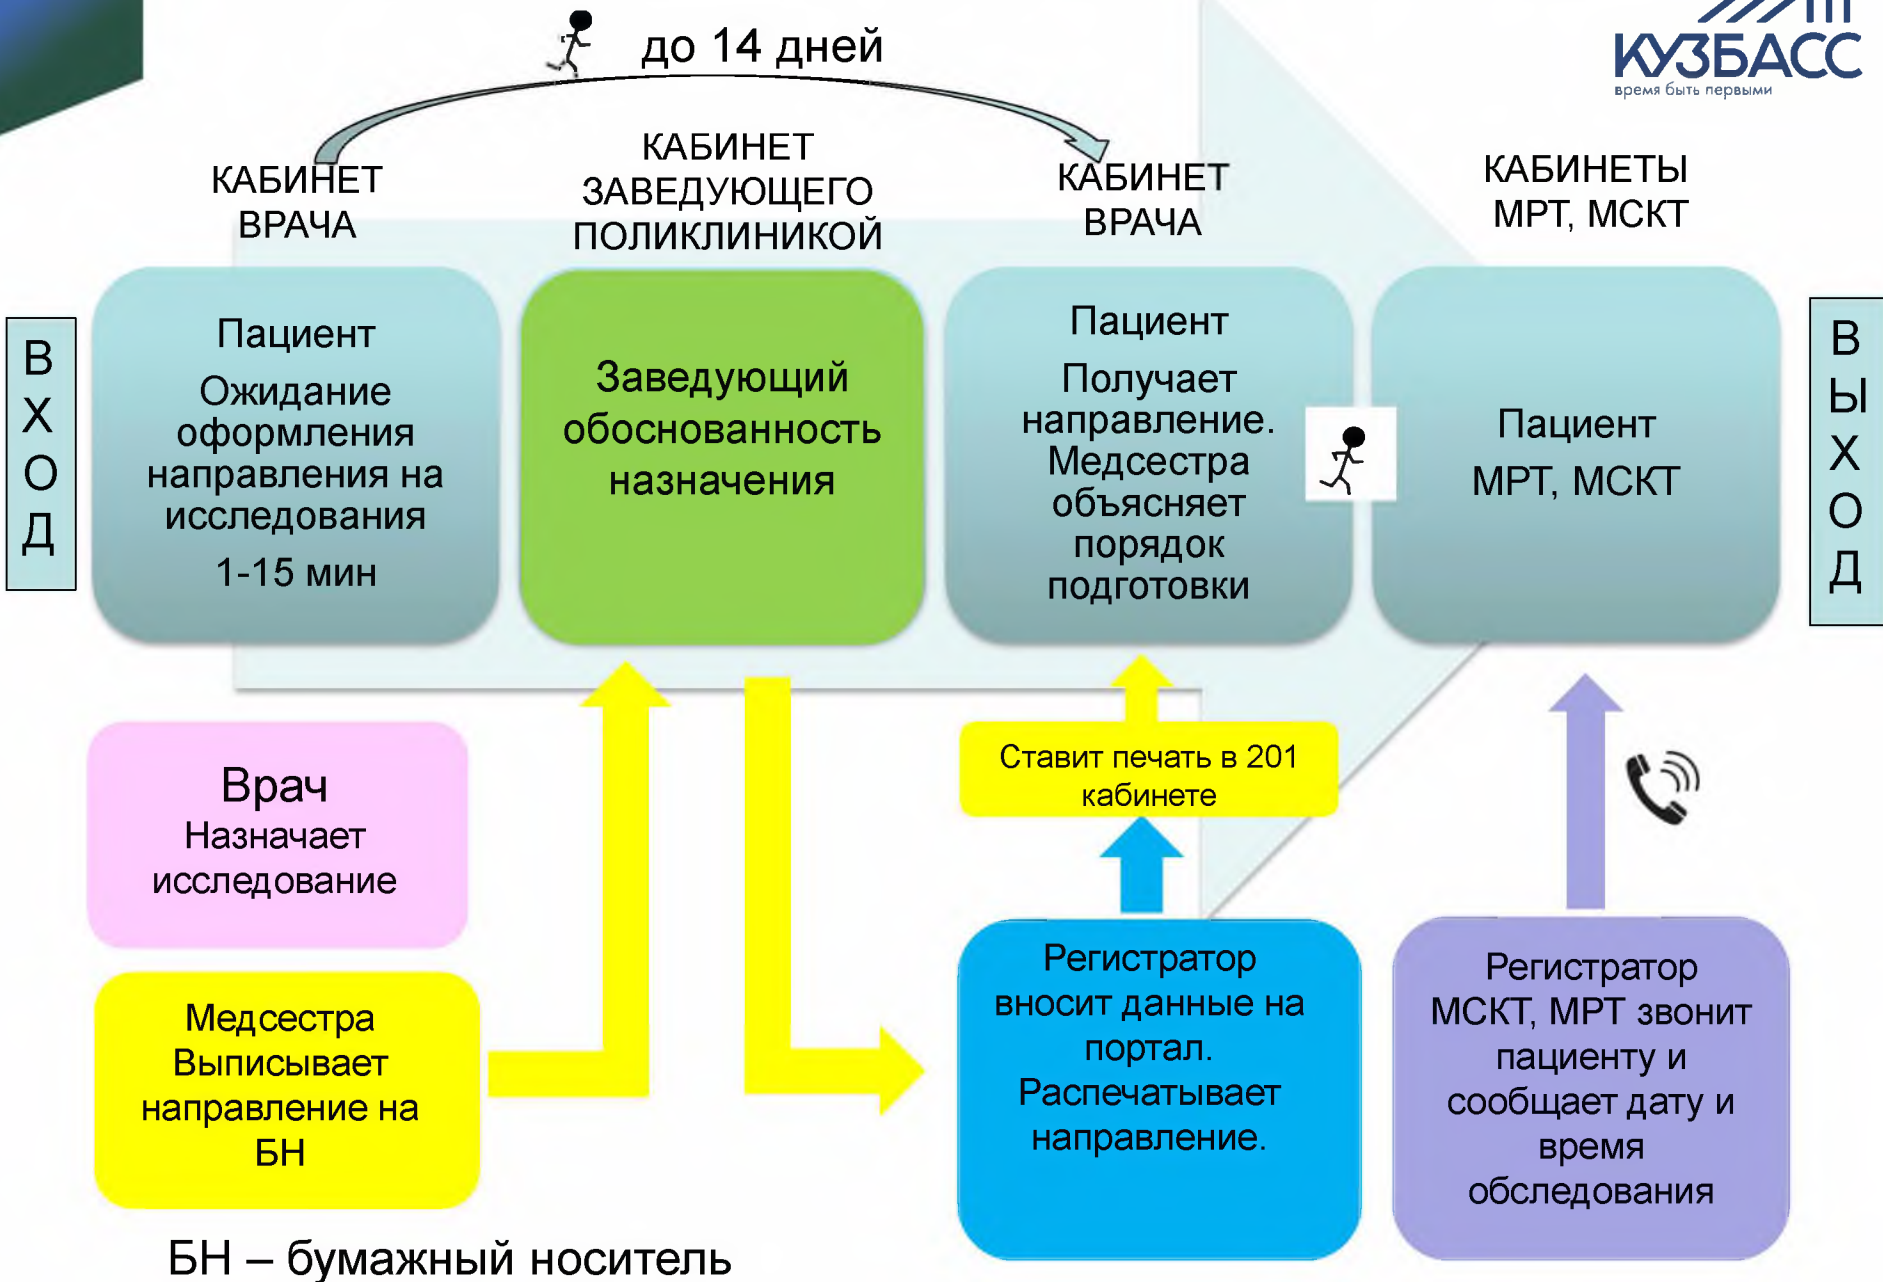 до 14 дней
КУЗБАСС
время быть первыми
КАБИНЕТ
ВРАЧА
КАБИНЕТ
ЗАВЕДУЮЩЕГО
ПОЛИКЛИНИКОЙ
КАБИНЕТ
ВРАЧА
КАБИНЕТЫ
МРТ, МСКТ
ВХОД
Пациент
Ожидание
оформления
направления на
исследования
1-15 мин
Заведующий
обоснованность
назначения
Пациент
Получает
направление.
Медсестра
объясняет
порядок
подготовки
Пациент
МРТ, МСКТ
ВЫХОД
Врач
Назначает
исследование
Ставит печать в 201
кабинете
Медсестра
Выписывает
направление на
БН
Регистратор
вносит данные на
портал.
Распечатывает
направление.
Регистратор
МСКТ, МРТ звонит
пациенту и
сообщает дату и
время
обследования
БН – бумажный носитель